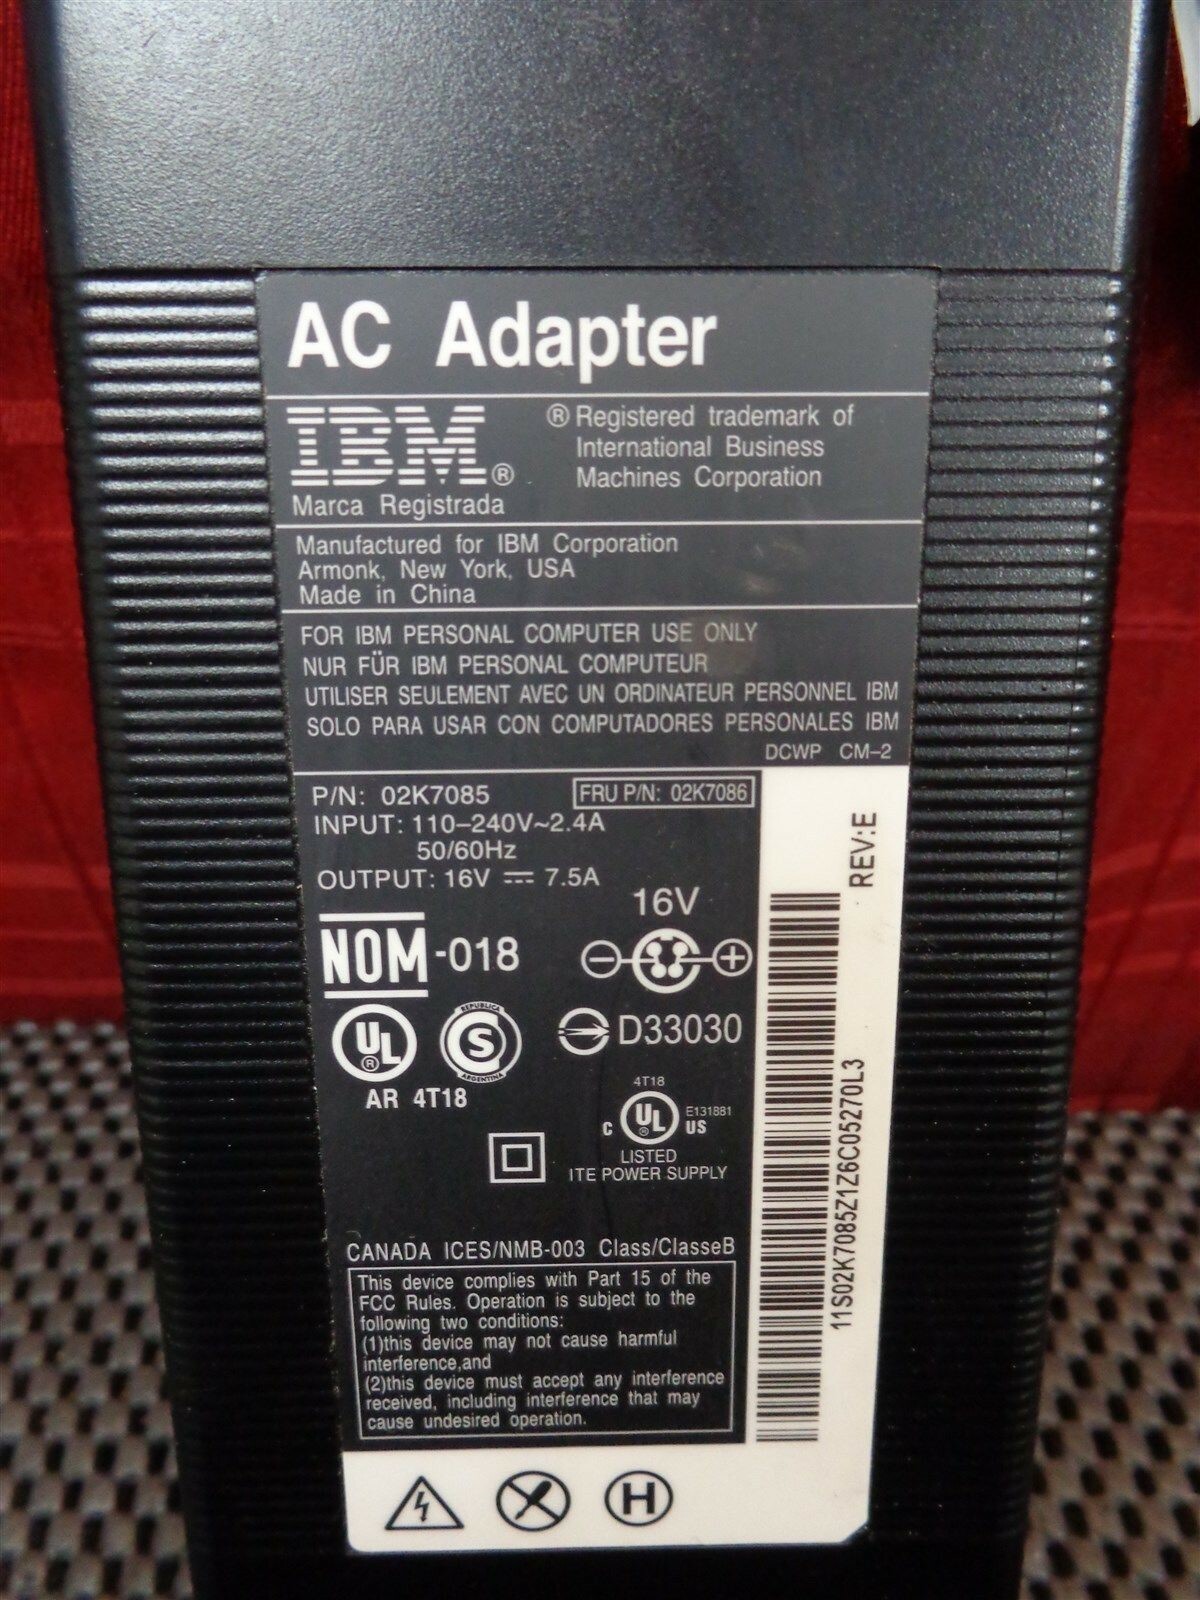 AC Adapter
IBM®
® Registered trademark of
International Business
Machines Corporation
Marca Registrada
Manufactured for IBM Corporation
Armonk, New York, USA
Made in China
FOR IBM PERSONAL COMPUTER USE ONLY
NUR FÜR IBM PERSONAL COMPUTEUR
UTILISER SEULEMENT AVEC UN ORDINATEUR PERSONNEL IBM
SOLO PARA USAR CON COMPUTADORES PERSONALES IBM
DCWP CM-2
P/N: 02K7085
FRU P/N: 02K7086
INPUT: 110-240V~2.4A
50/60Hz
OUTPUT: 16V ⎓ 7.5A
16V
NOM-018
- +
UL®
REPUBLICA
S
ARGENTINA
D33030
AR 4T18
4T18
C UL® US
E131881
LISTED
ITE POWER SUPPLY
CANADA ICES/NMB-003 Class/ClasseB
This device complies with Part 15 of the
FCC Rules. Operation is subject to the
following two conditions:
(1)this device may not cause harmful
interference,and
(2)this device must accept any interference
received, including interference that may
cause undesired operation.
H
REV:E
11S02K7085Z1Z6C05270L3